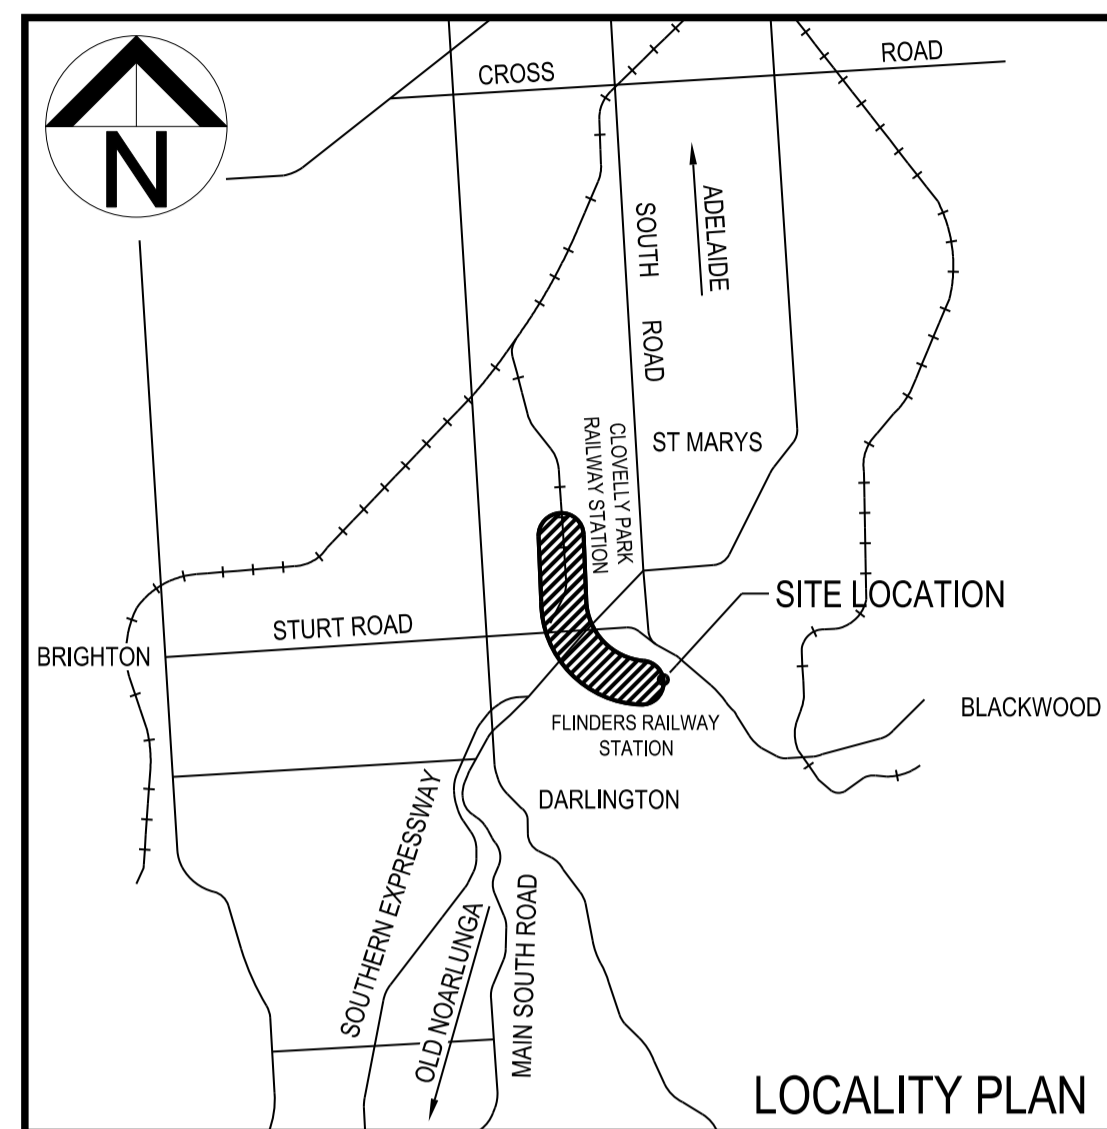 N
CROSS ROAD
ADELAIDE
SOUTH ROAD
ST MARYS
CLOVELLY PARK
RAILWAY STATION
SITE LOCATION
STURT ROAD
BRIGHTON
BLACKWOOD
FLINDERS RAILWAY
STATION
DARLINGTON
SOUTHERN EXPRESSWAY
OLD NOARLUNGA
MAIN SOUTH ROAD
LOCALITY PLAN